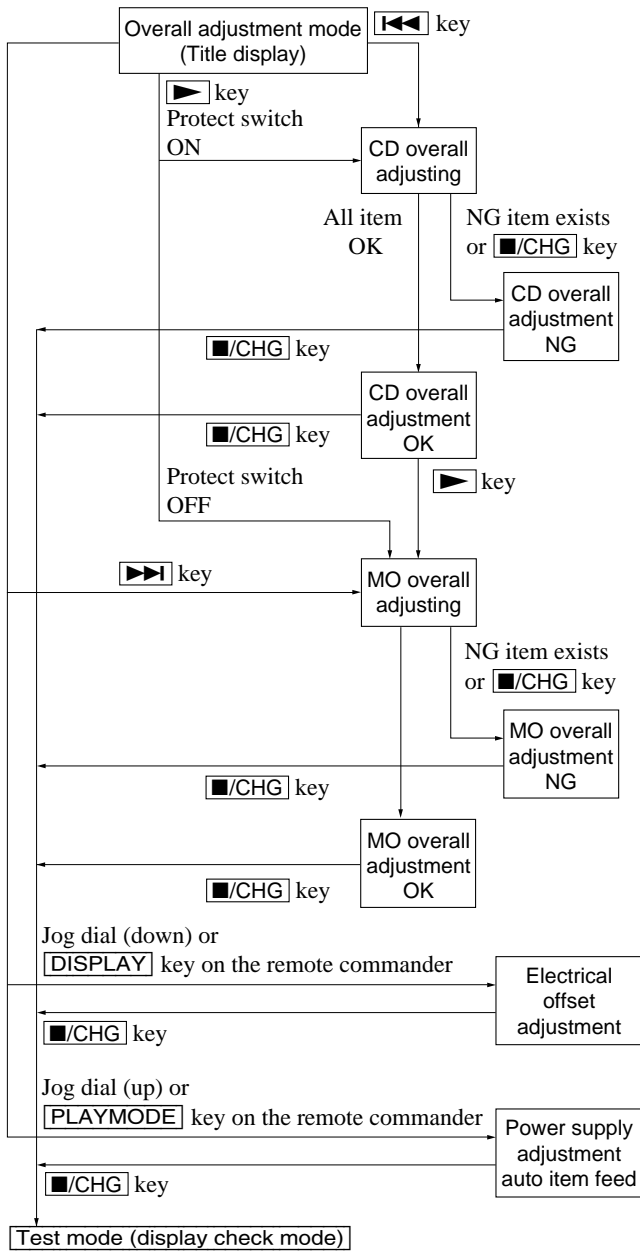 Overall adjustment mode
(Title display)
⏮ key
▶ key
Protect switch
ON
CD overall
adjusting
All item
OK
NG item exists
or ■/CHG key
CD overall
adjustment
NG
■/CHG key
CD overall
adjustment
OK
■/CHG key
▶ key
Protect switch
OFF
⏭ key
MO overall
adjusting
NG item exists
or ■/CHG key
MO overall
adjustment
NG
■/CHG key
MO overall
adjustment
OK
■/CHG key
Jog dial (down) or
DISPLAY key on the remote commander
Electrical
offset
adjustment
■/CHG key
Jog dial (up) or
PLAYMODE key on the remote commander
Power supply
adjustment
auto item feed
■/CHG key
Test mode (display check mode)